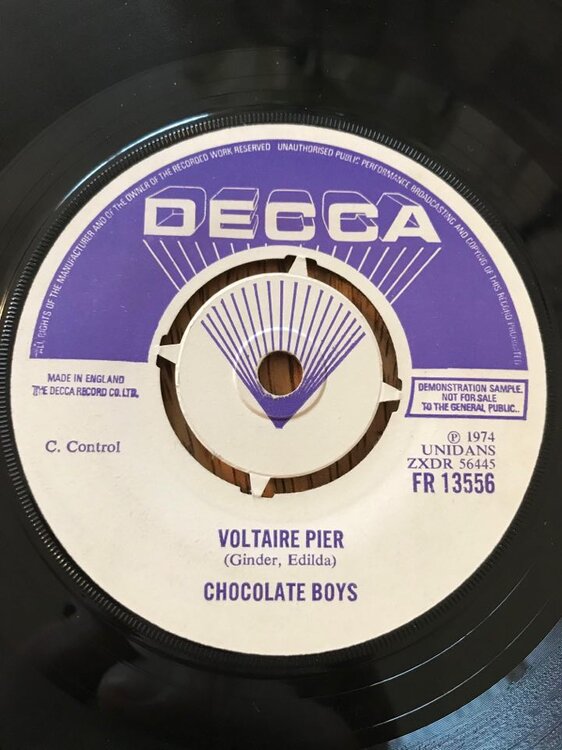 ALL RIGHTS OF THE MANUFACTURER AND OF THE OWNER OF THE RECORDED WORK RESERVED   UNAUTHORISED PUBLIC PERFORMANCE BROADCASTING AND COPYING OF THIS RECORD PROHIBITED
DECCA
MADE IN ENGLAND
THE DECCA RECORD CO. LTD.
DEMONSTRATION SAMPLE
NOT FOR SALE
TO THE GENERAL PUBLIC..
C. Control
℗ 1974
UNIDANS
ZXDR 56445
FR 13556
VOLTAIRE PIER
(Ginder, Edilda)
CHOCOLATE BOYS